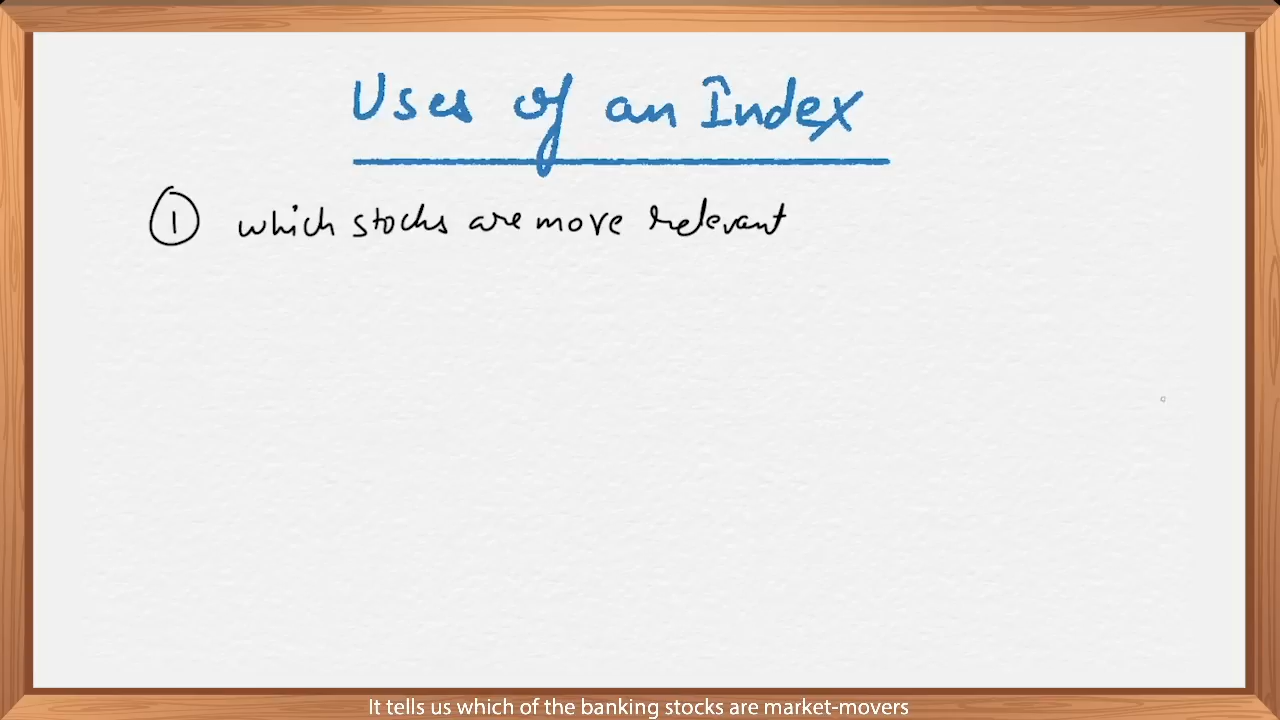 Uses of an Index
① which stocks are more relevant
It tells us which of the banking stocks are market-movers